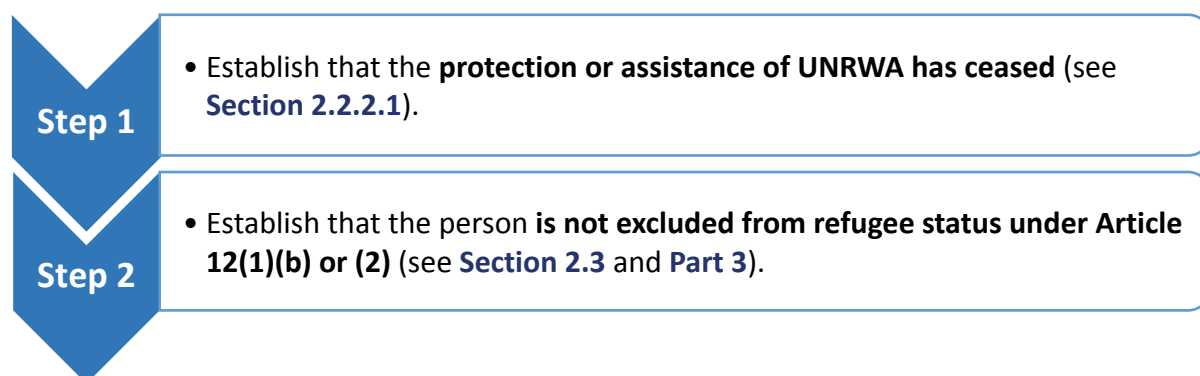 Step 1
• Establish that the protection or assistance of UNRWA has ceased (see
Section 2.2.2.1).
Step 2
• Establish that the person is not excluded from refugee status under Article
12(1)(b) or (2) (see Section 2.3 and Part 3).